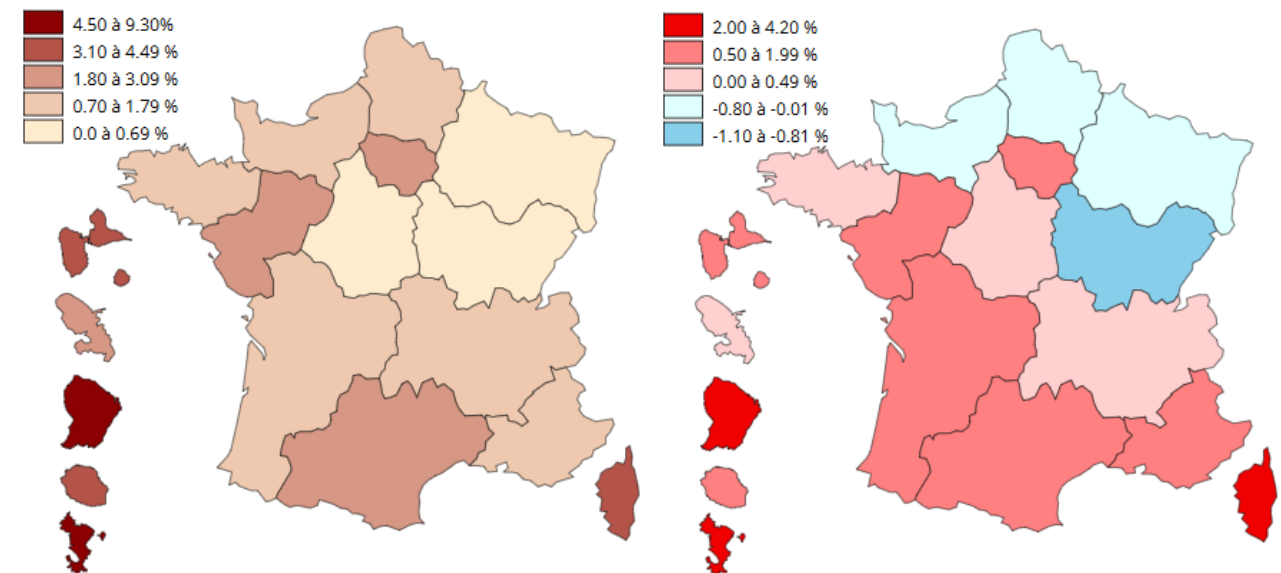 4.50 à 9.30%
3.10 à 4.49 %
1.80 à 3.09 %
0.70 à 1.79 %
0.0 à 0.69 %
2.00 à 4.20 %
0.50 à 1.99 %
0.00 à 0.49 %
-0.80 à -0.01 %
-1.10 à -0.81 %